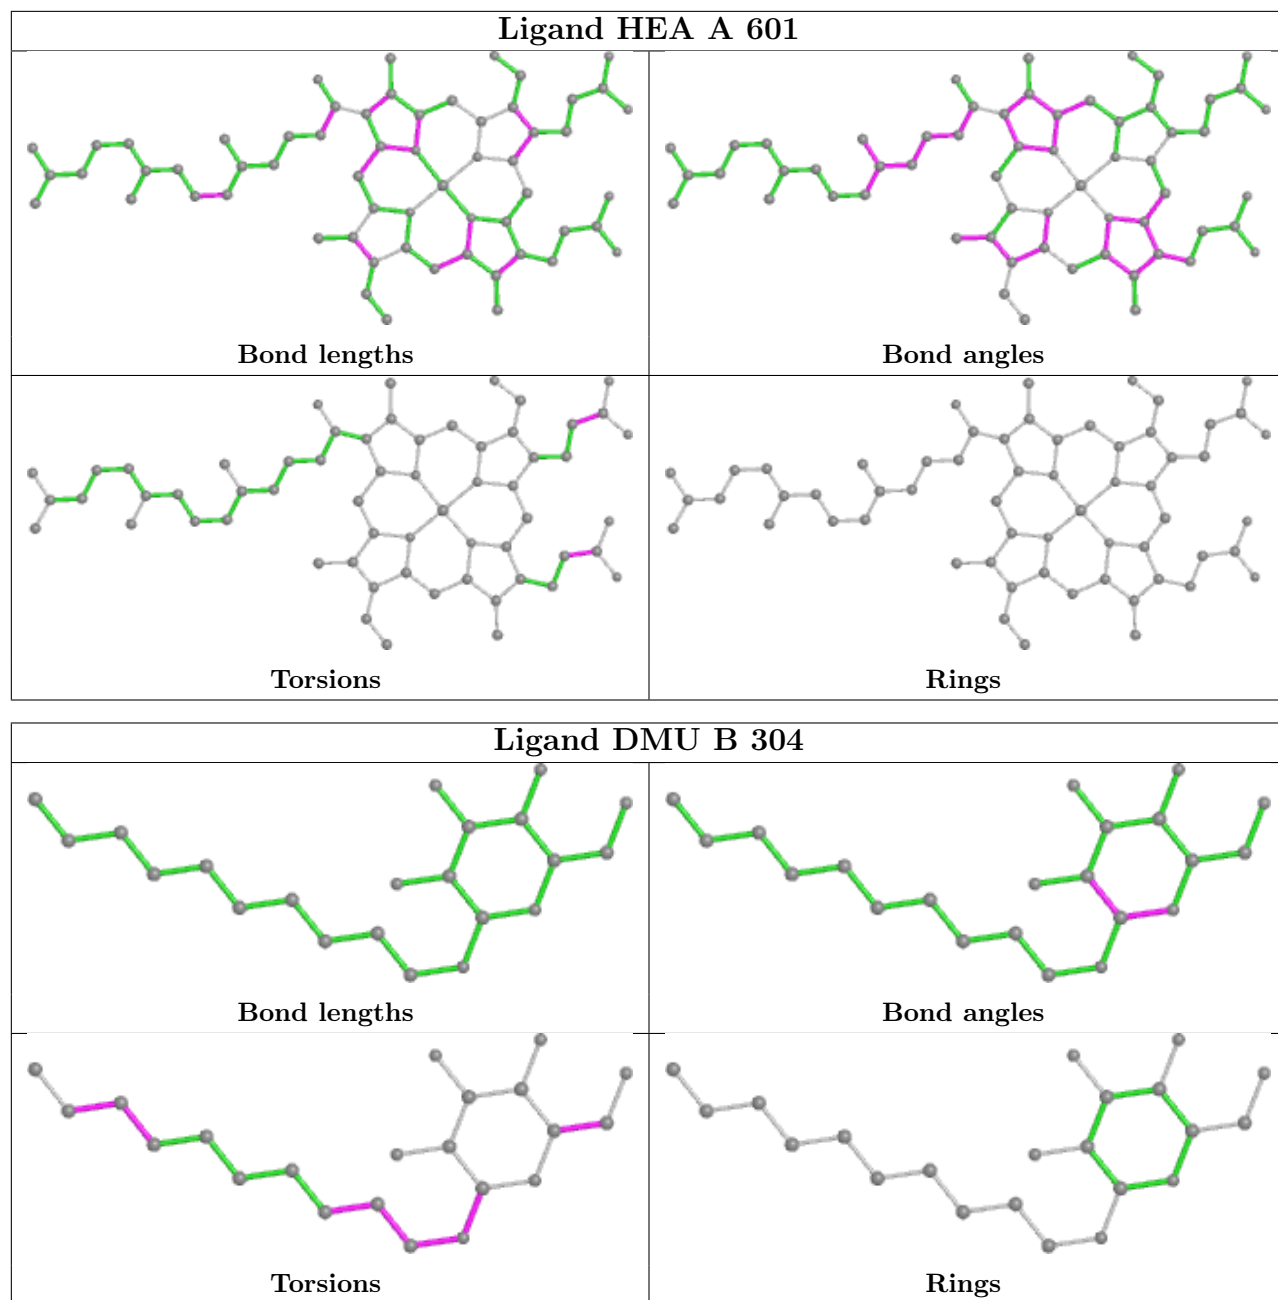 Ligand HEA A 601
Bond lengths
Bond angles
Torsions
Rings
Ligand DMU B 304
Bond lengths
Bond angles
Torsions
Rings